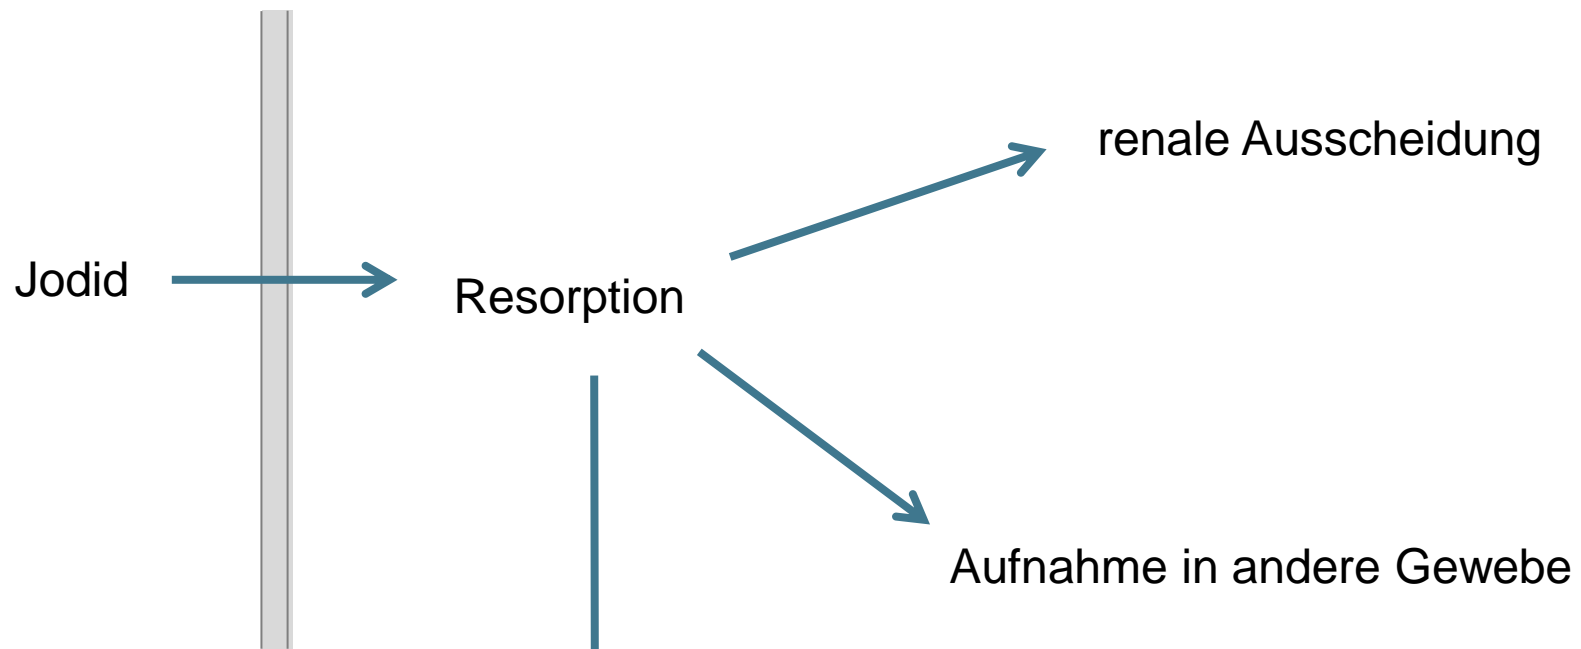 renale Ausscheidung
Jodid
Resorption
Aufnahme in andere Gewebe